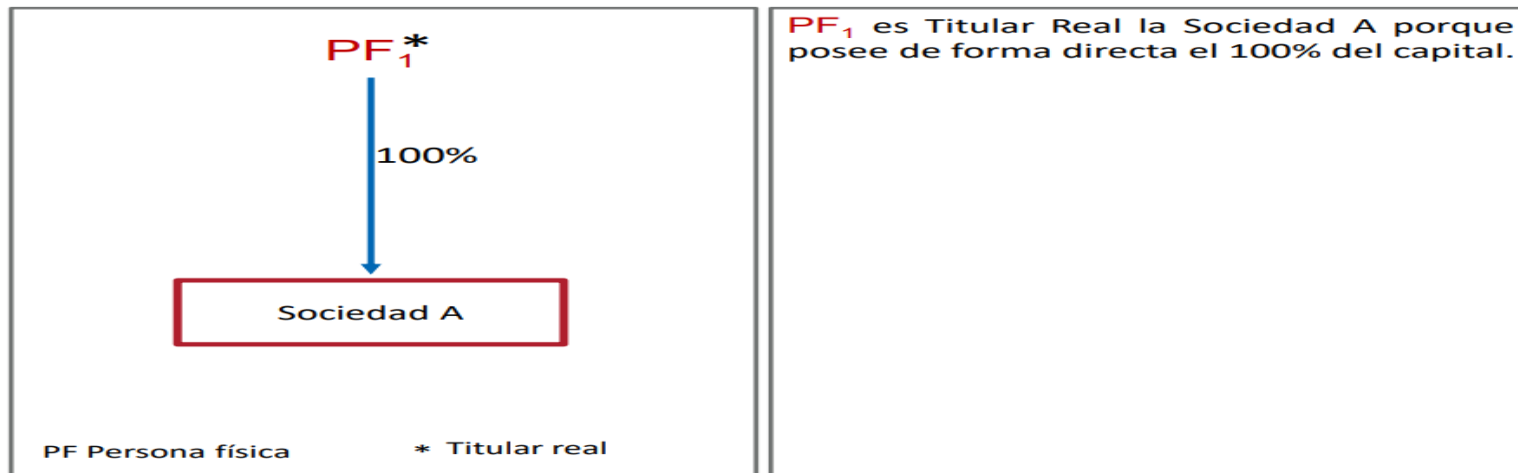 PF₁*
100%
Sociedad A
PF Persona física * Titular real
PF₁ es Titular Real la Sociedad A porque
posee de forma directa el 100% del capital.